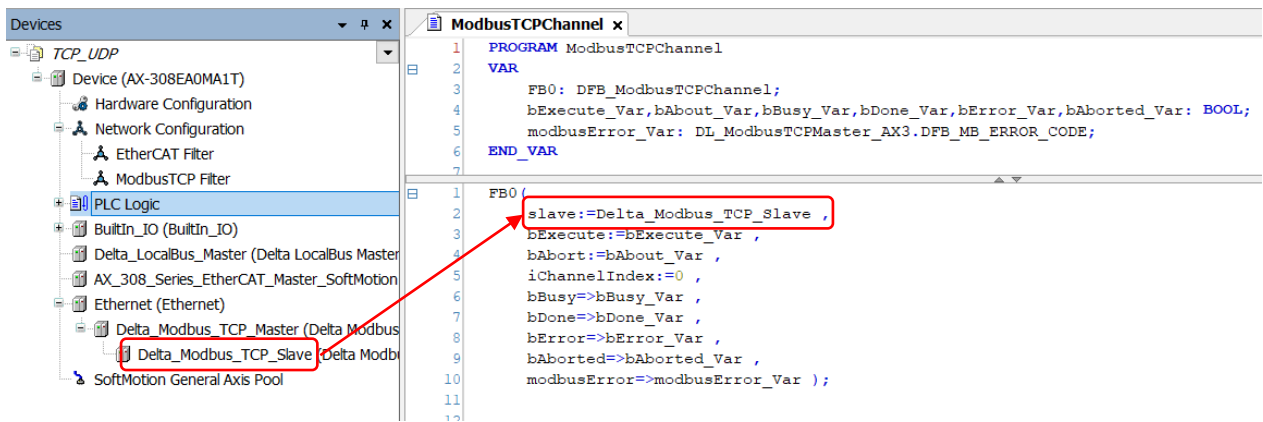 Devices
TCP_UDP
Device (AX-308EA0MA1T)
Hardware Configuration
Network Configuration
EtherCAT Filter
ModbusTCP Filter
PLC Logic
BuiltIn_IO (BuiltIn_IO)
Delta_LocalBus_Master (Delta LocalBus Master
AX_308_Series_EtherCAT_Master_SoftMotion
Ethernet (Ethernet)
Delta_Modbus_TCP_Master (Delta Modbus
Delta_Modbus_TCP_Slave (Delta Modb
SoftMotion General Axis Pool
ModbusTCPChannel x
1 PROGRAM ModbusTCPChannel
2 VAR
3 FB0: DFB_ModbusTCPChannel;
4 bExecute_Var,bAbout_Var,bBusy_Var,bDone_Var,bError_Var,bAborted_Var: BOOL;
5 modbusError_Var: DL_ModbusTCPMaster_AX3.DFB_MB_ERROR_CODE;
6 END_VAR
7
1 FB0(
2 slave:=Delta_Modbus_TCP_Slave ,
3 bExecute:=bExecute_Var ,
4 bAbort:=bAbout_Var ,
5 iChannelIndex:=0 ,
6 bBusy=>bBusy_Var ,
7 bDone=>bDone_Var ,
8 bError=>bError_Var ,
9 bAborted=>bAborted_Var ,
10 modbusError=>modbusError_Var );
11
12